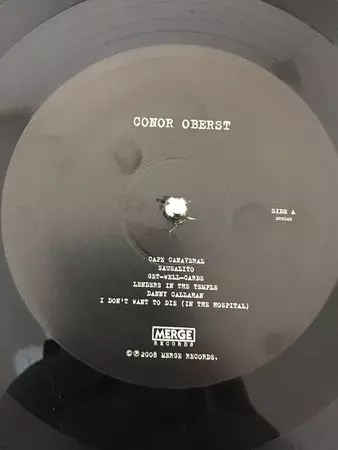 CONOR OBERST
SIDE A
MRG340
CAPE CANAVERAL
SAUSALITO
GET-WELL-CARDS
LENDERS IN THE TEMPLE
DANNY CALLAHAN
I DON'T WANT TO DIE (IN THE HOSPITAL)
MERGE
RECORDS
©℗2008 MERGE RECORDS.